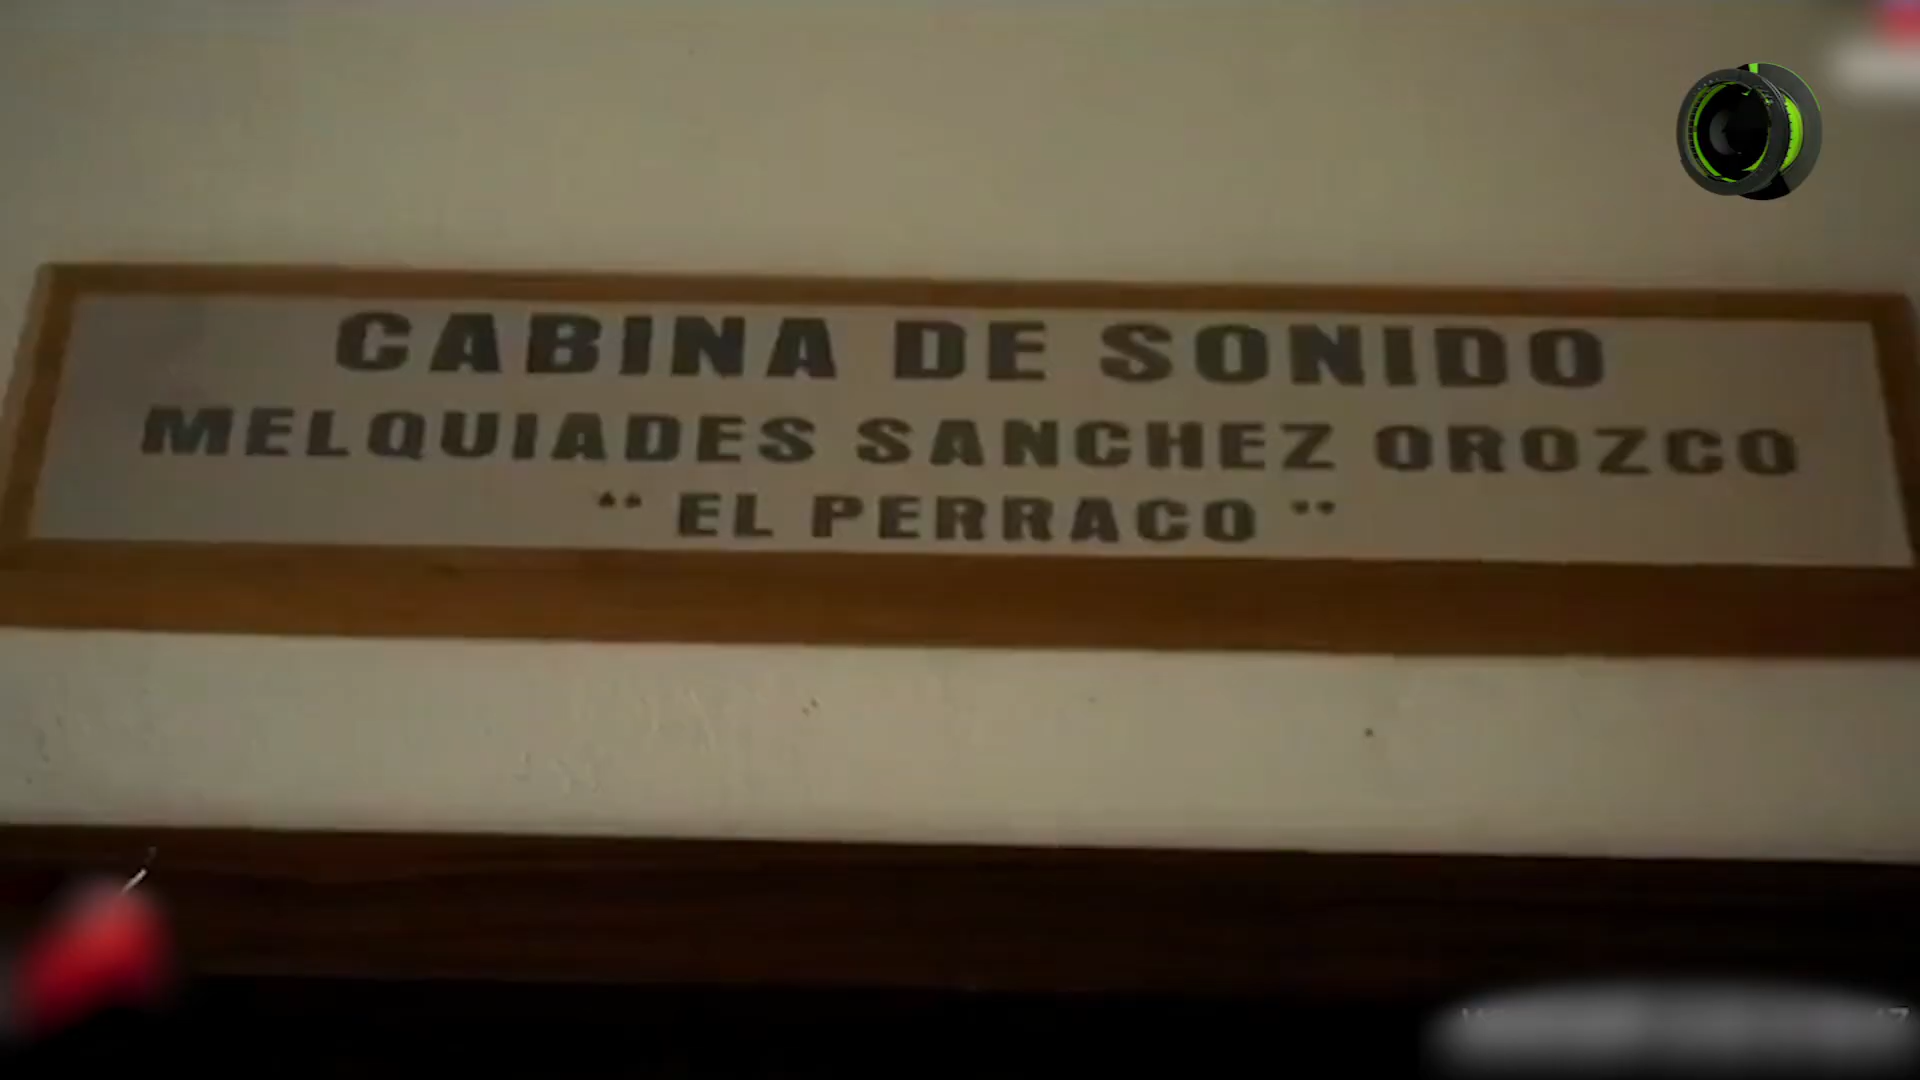 CABINA DE SONIDO
MELQUIADES SANCHEZ OROZCO
" EL PERRACO "